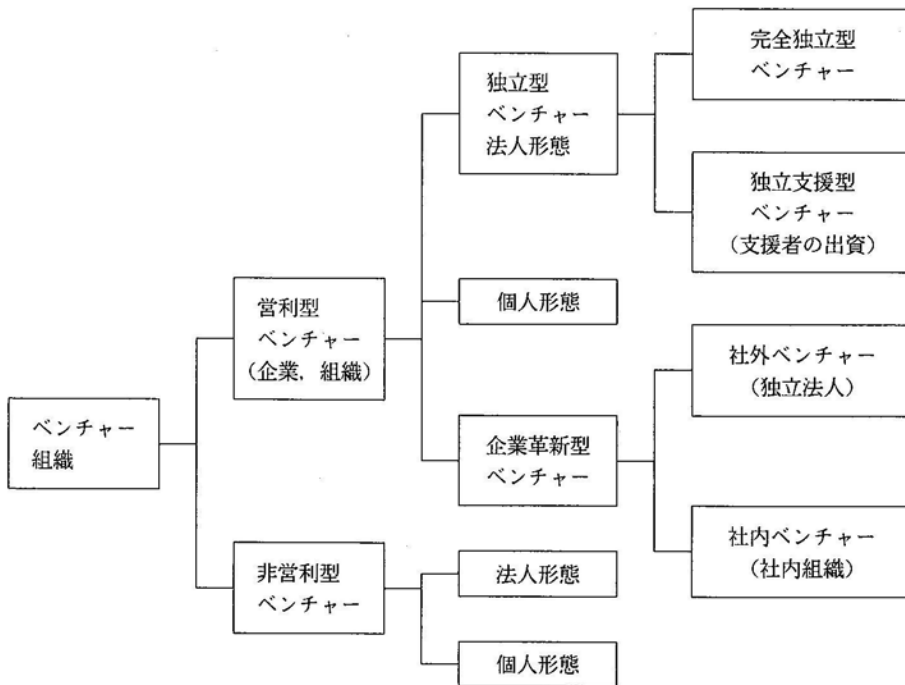 ベンチャー
組織
営利型
ベンチャー
(企業，組織)
非営利型
ベンチャー
独立型
ベンチャー
法人形態
個人形態
企業革新型
ベンチャー
法人形態
個人形態
完全独立型
ベンチャー
独立支援型
ベンチャー
(支援者の出資)
社外ベンチャー
(独立法人)
社内ベンチャー
(社内組織)